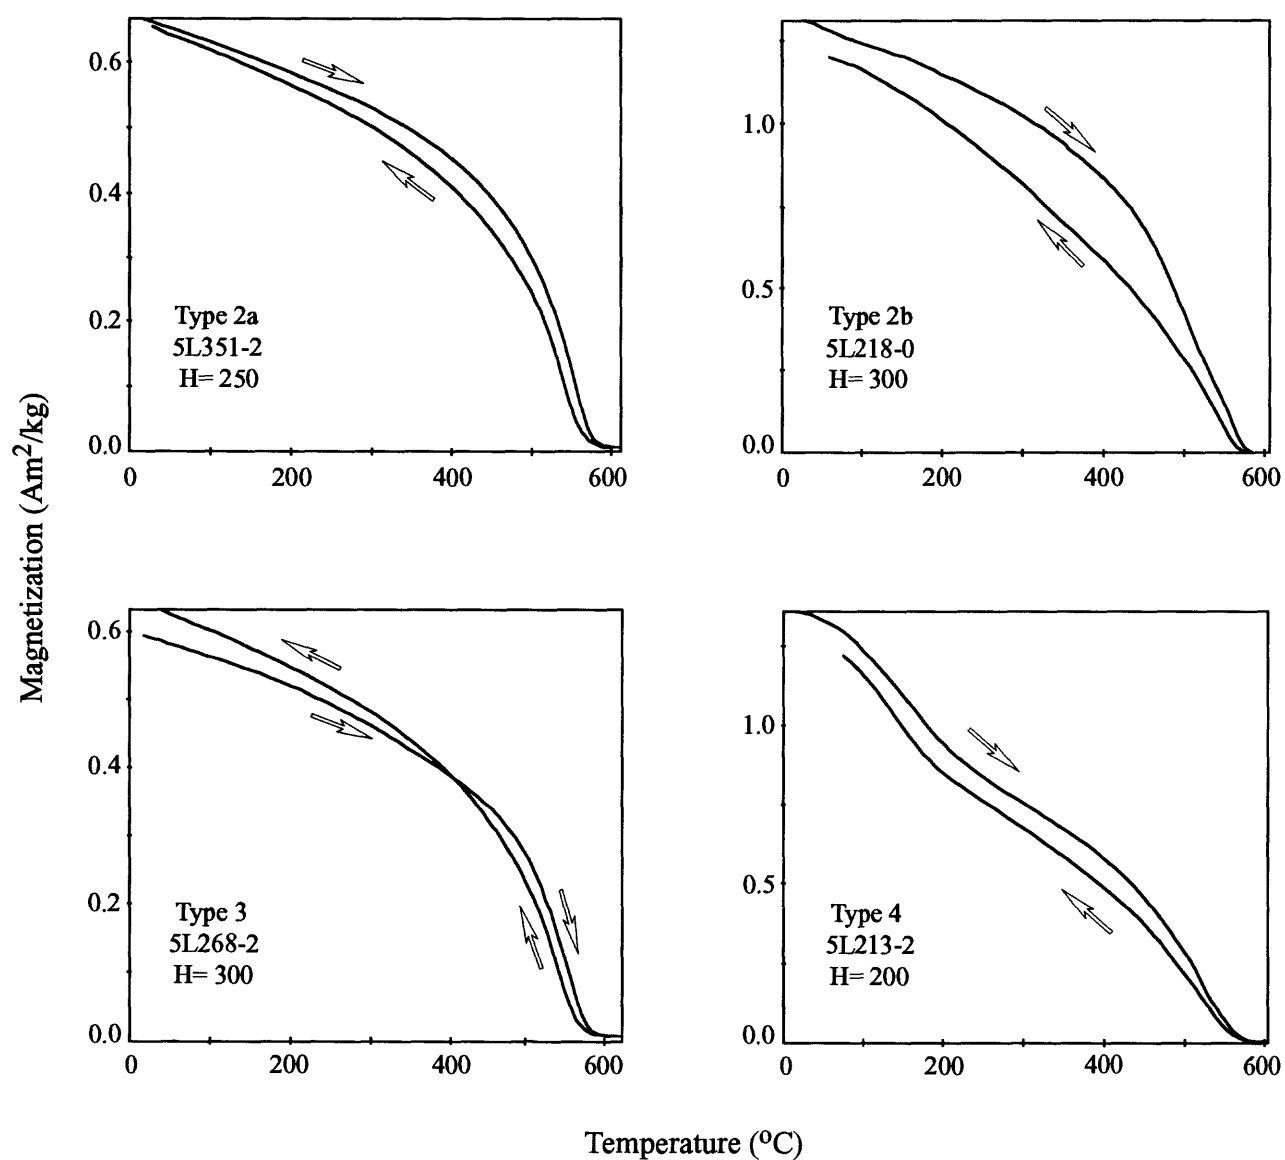 Magnetization (Am²/kg)
0.6
0.4
0.2
0.0
0 200 400 600
Type 2a
5L351-2
H= 250
1.0
0.5
0.0
0 200 400 600
Type 2b
5L218-0
H= 300
0.6
0.4
0.2
0.0
0 200 400 600
Type 3
5L268-2
H= 300
1.0
0.5
0.0
0 200 400 600
Type 4
5L213-2
H= 200
Temperature (°C)